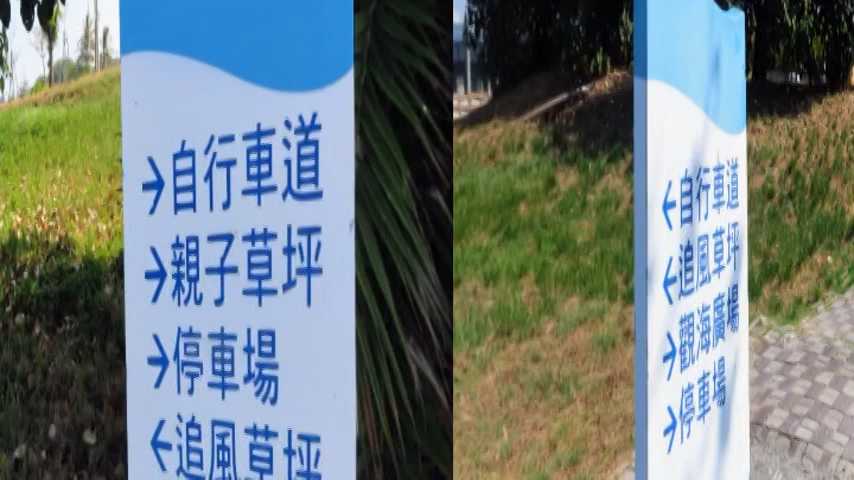 →自行車道
→親子草坪
→停車場
←追風草坪
←自行車道
←追風草坪
→觀海廣場
→停車場